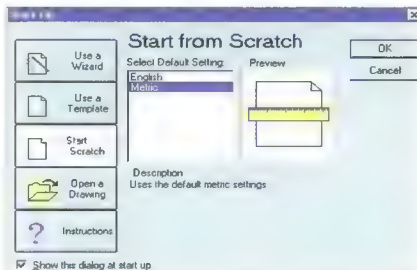 Start from Scratch
Use a
Wizard
Use a
Template
Start
Scratch
Open a
Drawing
Instructions
Select Default Setting:
English
Metric
Preview
Description
Uses the default metric settings
OK
Cancel
Show this dialog at start up